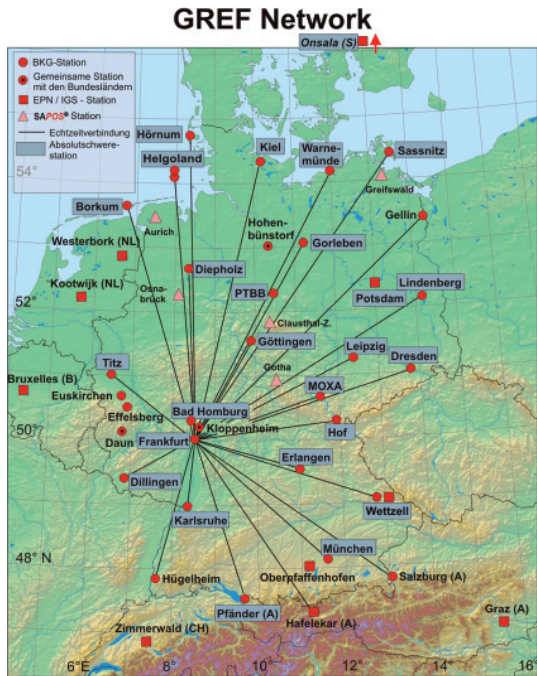 GREF Network
Onsala (S)
BKG-Station
Gemeinsame Station
mit den Bundesländern
EPN / IGS - Station
SAPOS® Station
Echtzeitverbindung
Absolutschwere-
station
Hörnum
Helgoland
Kiel
Warne-
münde
Sassnitz
54°
Greifswald
Borkum
Aurich
Hohen-
bünstorf
Gellin
Westerbork (NL)
Gorleben
Diepholz
Kootwijk (NL)
Osna-
brück
PTBB
Potsdam
Lindenberg
52°
Clausthal-Z.
Göttingen
Leipzig
Dresden
Titz
Gotha
Bruxelles (B)
Euskirchen
MOXA
Effelsberg
Bad Homburg
Kloppenheim
50°
Daun
Frankfurt
Hof
Erlangen
Dillingen
Wettzell
Karlsruhe
München
48° N
Hügelheim
Oberpfaffenhofen
Salzburg (A)
Pfänder (A)
Hafelekar (A)
Graz (A)
Zimmerwald (CH)
6°E
8°
10°
12°
14°